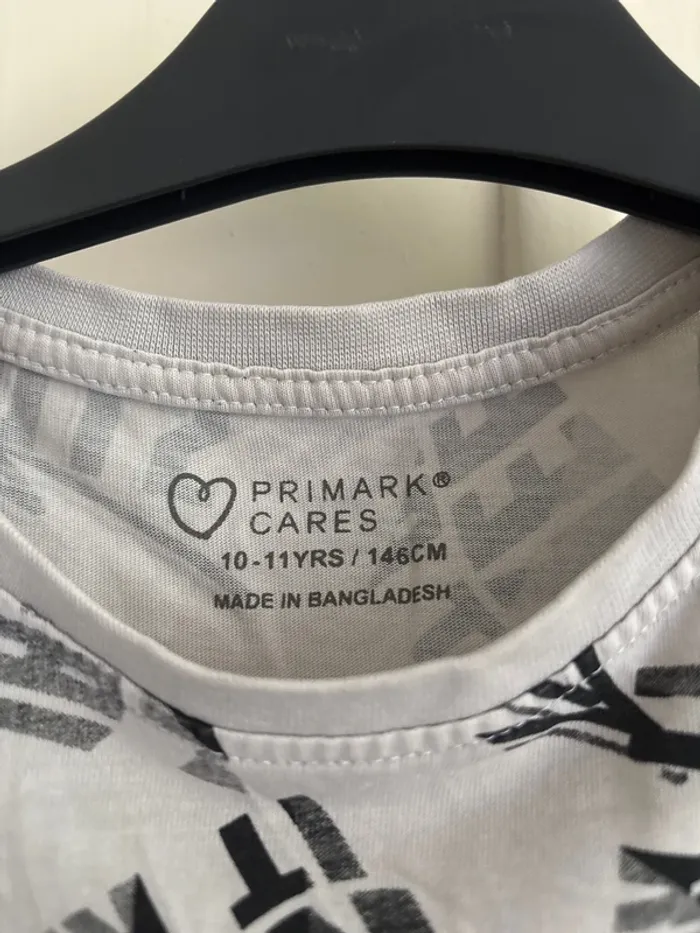 PRIMARK®
CARES
10-11YRS / 146CM
MADE IN BANGLADESH